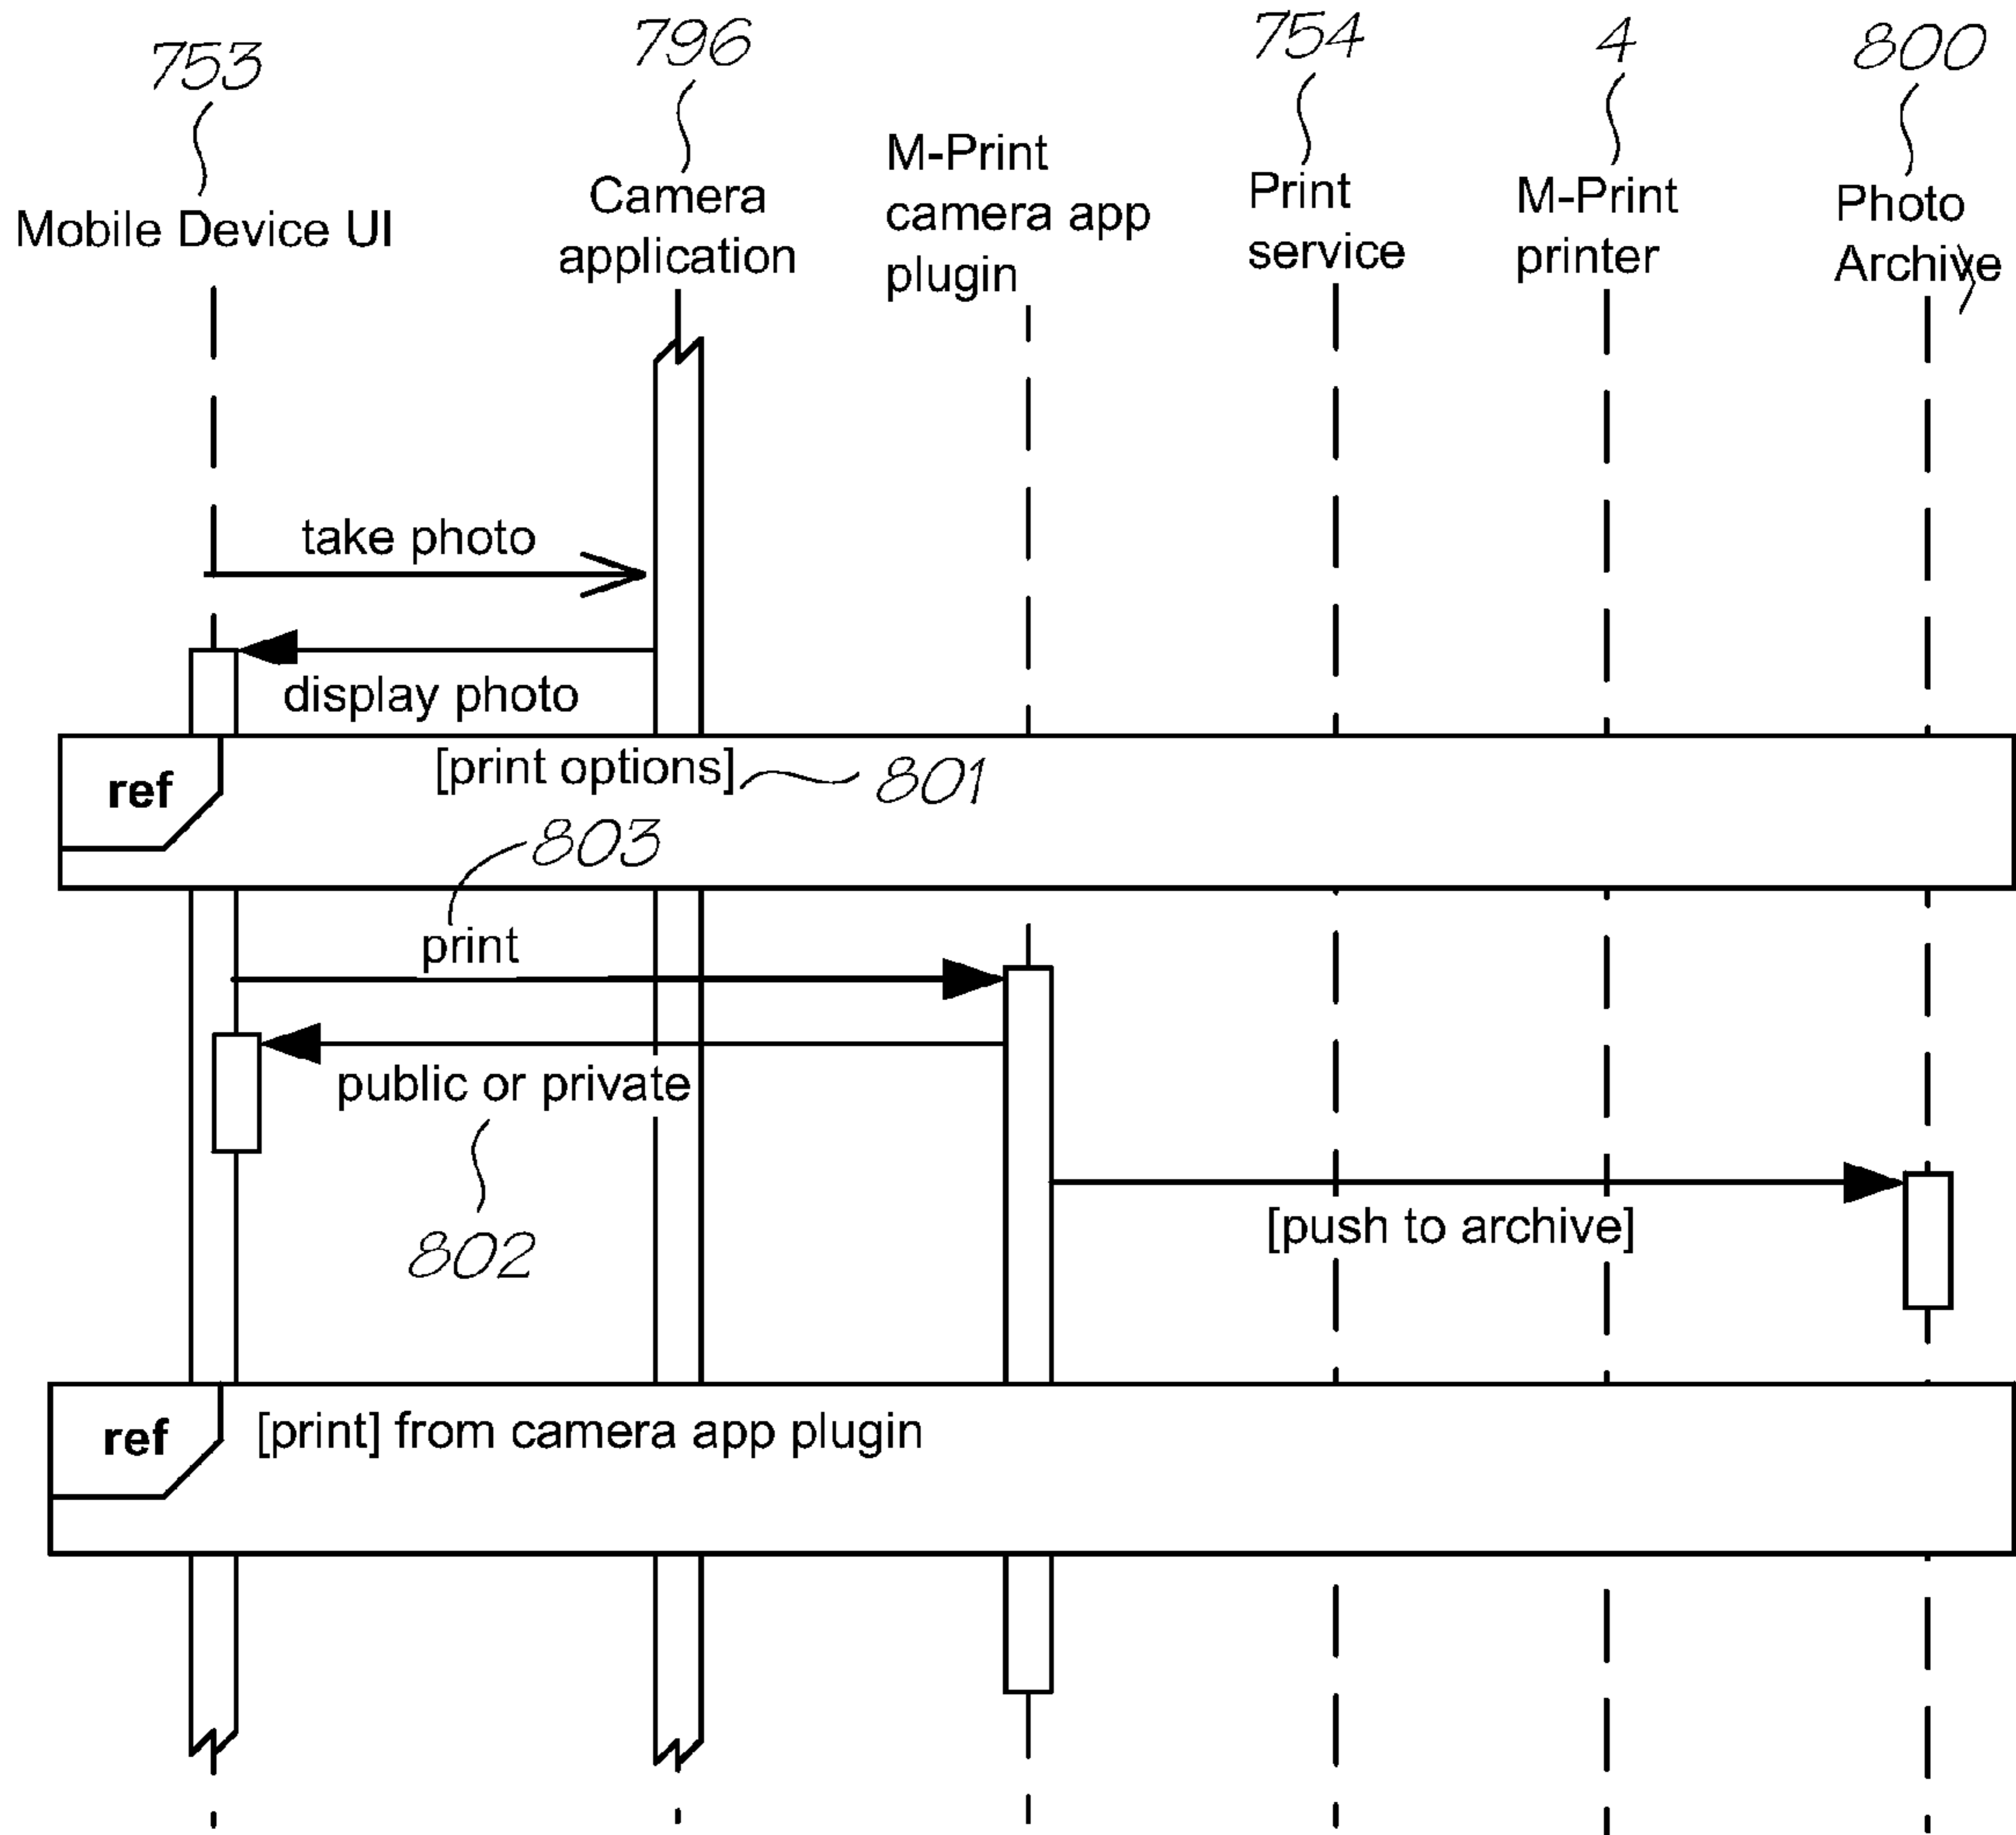 753
796
754
4
800
Mobile Device UI
Camera
application
M-Print
camera app
plugin
Print
service
M-Print
printer
Photo
Archive
take photo
display photo
ref
[print options]
801
803
print
public or private
802
[push to archive]
ref
[print] from camera app plugin